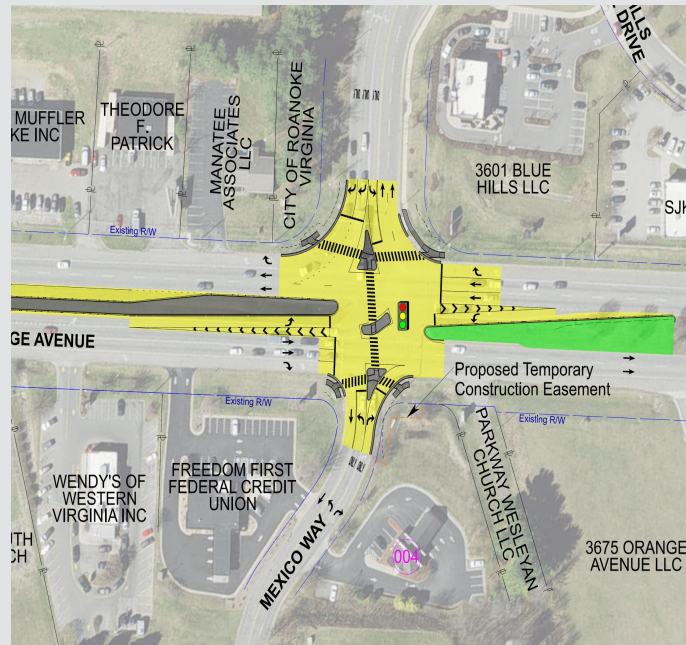 ILLS
DRIVE
MUFFLER
KE INC
THEODORE
F.
PATRICK
MANATEE
ASSOCIATES
LLC
CITY OF ROANOKE
VIRGINIA
3601 BLUE
HILLS LLC
SJK
Existing R/W
GE AVENUE
Proposed Temporary
Construction Easement
Existing R/W
Existing R/W
WENDY'S OF
WESTERN
VIRGINIA INC
FREEDOM FIRST
FEDERAL CREDIT
UNION
PARKWAY WESLEYAN
CHURCH LLC
UTH
CH
MEXICO WAY
004
3675 ORANGE
AVENUE LLC